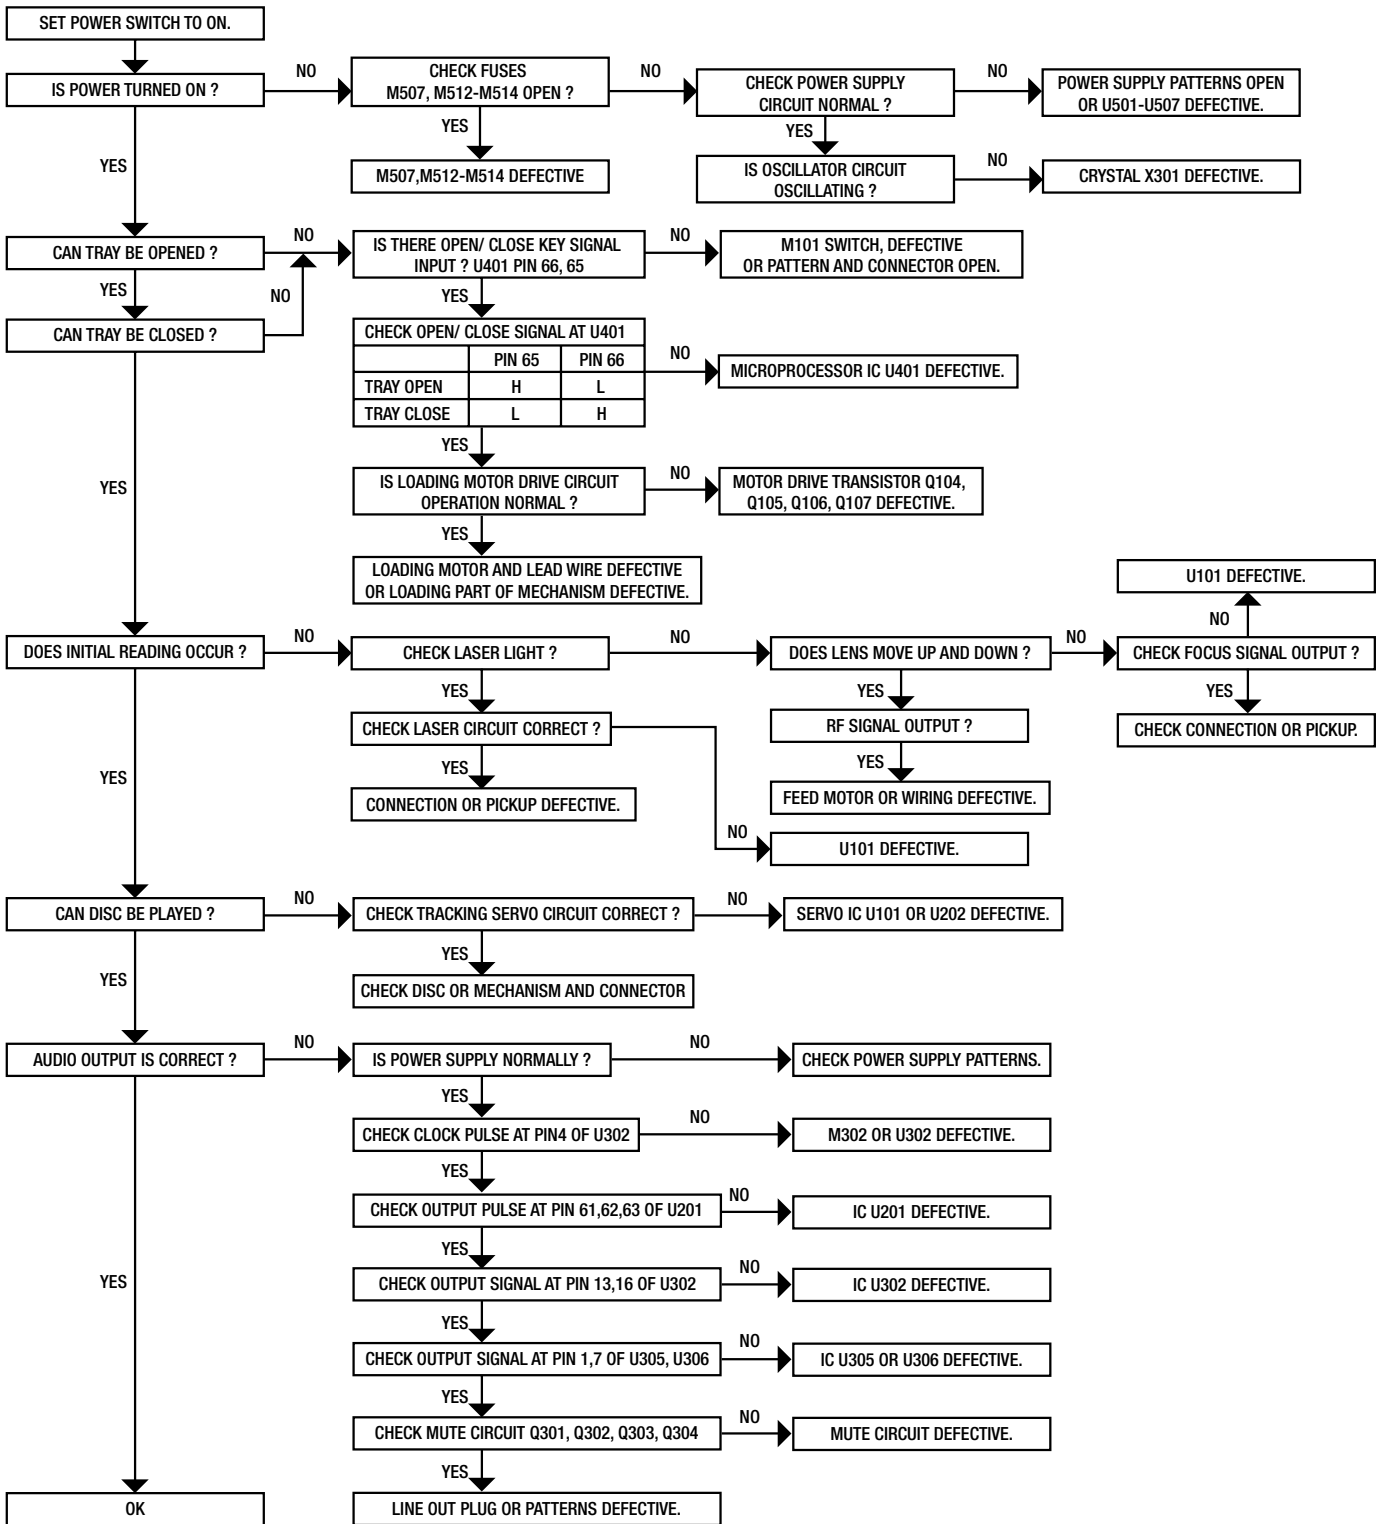 SET POWER SWITCH TO ON.
IS POWER TURNED ON ?
NO
CHECK FUSES
M507, M512-M514 OPEN ?
NO
CHECK POWER SUPPLY
CIRCUIT NORMAL ?
NO
POWER SUPPLY PATTERNS OPEN
OR U501-U507 DEFECTIVE.
YES
YES
YES
M507,M512-M514 DEFECTIVE
IS OSCILLATOR CIRCUIT
OSCILLATING ?
NO
CRYSTAL X301 DEFECTIVE.
CAN TRAY BE OPENED ?
NO
IS THERE OPEN/ CLOSE KEY SIGNAL
INPUT ? U401 PIN 66, 65
NO
M101 SWITCH, DEFECTIVE
OR PATTERN AND CONNECTOR OPEN.
YES
NO
YES
CAN TRAY BE CLOSED ?
CHECK OPEN/ CLOSE SIGNAL AT U401
PIN 65 PIN 66
TRAY OPEN H L
TRAY CLOSE L H
NO
MICROPROCESSOR IC U401 DEFECTIVE.
YES
YES
IS LOADING MOTOR DRIVE CIRCUIT
OPERATION NORMAL ?
NO
MOTOR DRIVE TRANSISTOR Q104,
Q105, Q106, Q107 DEFECTIVE.
YES
LOADING MOTOR AND LEAD WIRE DEFECTIVE
OR LOADING PART OF MECHANISM DEFECTIVE.
U101 DEFECTIVE.
NO
DOES INITIAL READING OCCUR ?
NO
CHECK LASER LIGHT ?
NO
DOES LENS MOVE UP AND DOWN ?
NO
CHECK FOCUS SIGNAL OUTPUT ?
YES
YES
YES
CHECK LASER CIRCUIT CORRECT ?
RF SIGNAL OUTPUT ?
CHECK CONNECTION OR PICKUP.
YES
YES
YES
CONNECTION OR PICKUP DEFECTIVE.
FEED MOTOR OR WIRING DEFECTIVE.
NO
U101 DEFECTIVE.
CAN DISC BE PLAYED ?
NO
CHECK TRACKING SERVO CIRCUIT CORRECT ?
NO
SERVO IC U101 OR U202 DEFECTIVE.
YES
YES
CHECK DISC OR MECHANISM AND CONNECTOR
AUDIO OUTPUT IS CORRECT ?
NO
IS POWER SUPPLY NORMALLY ?
NO
CHECK POWER SUPPLY PATTERNS.
YES
CHECK CLOCK PULSE AT PIN4 OF U302
NO
M302 OR U302 DEFECTIVE.
YES
CHECK OUTPUT PULSE AT PIN 61,62,63 OF U201
NO
IC U201 DEFECTIVE.
YES
YES
CHECK OUTPUT SIGNAL AT PIN 13,16 OF U302
NO
IC U302 DEFECTIVE.
YES
CHECK OUTPUT SIGNAL AT PIN 1,7 OF U305, U306
NO
IC U305 OR U306 DEFECTIVE.
YES
CHECK MUTE CIRCUIT Q301, Q302, Q303, Q304
NO
MUTE CIRCUIT DEFECTIVE.
YES
OK
LINE OUT PLUG OR PATTERNS DEFECTIVE.